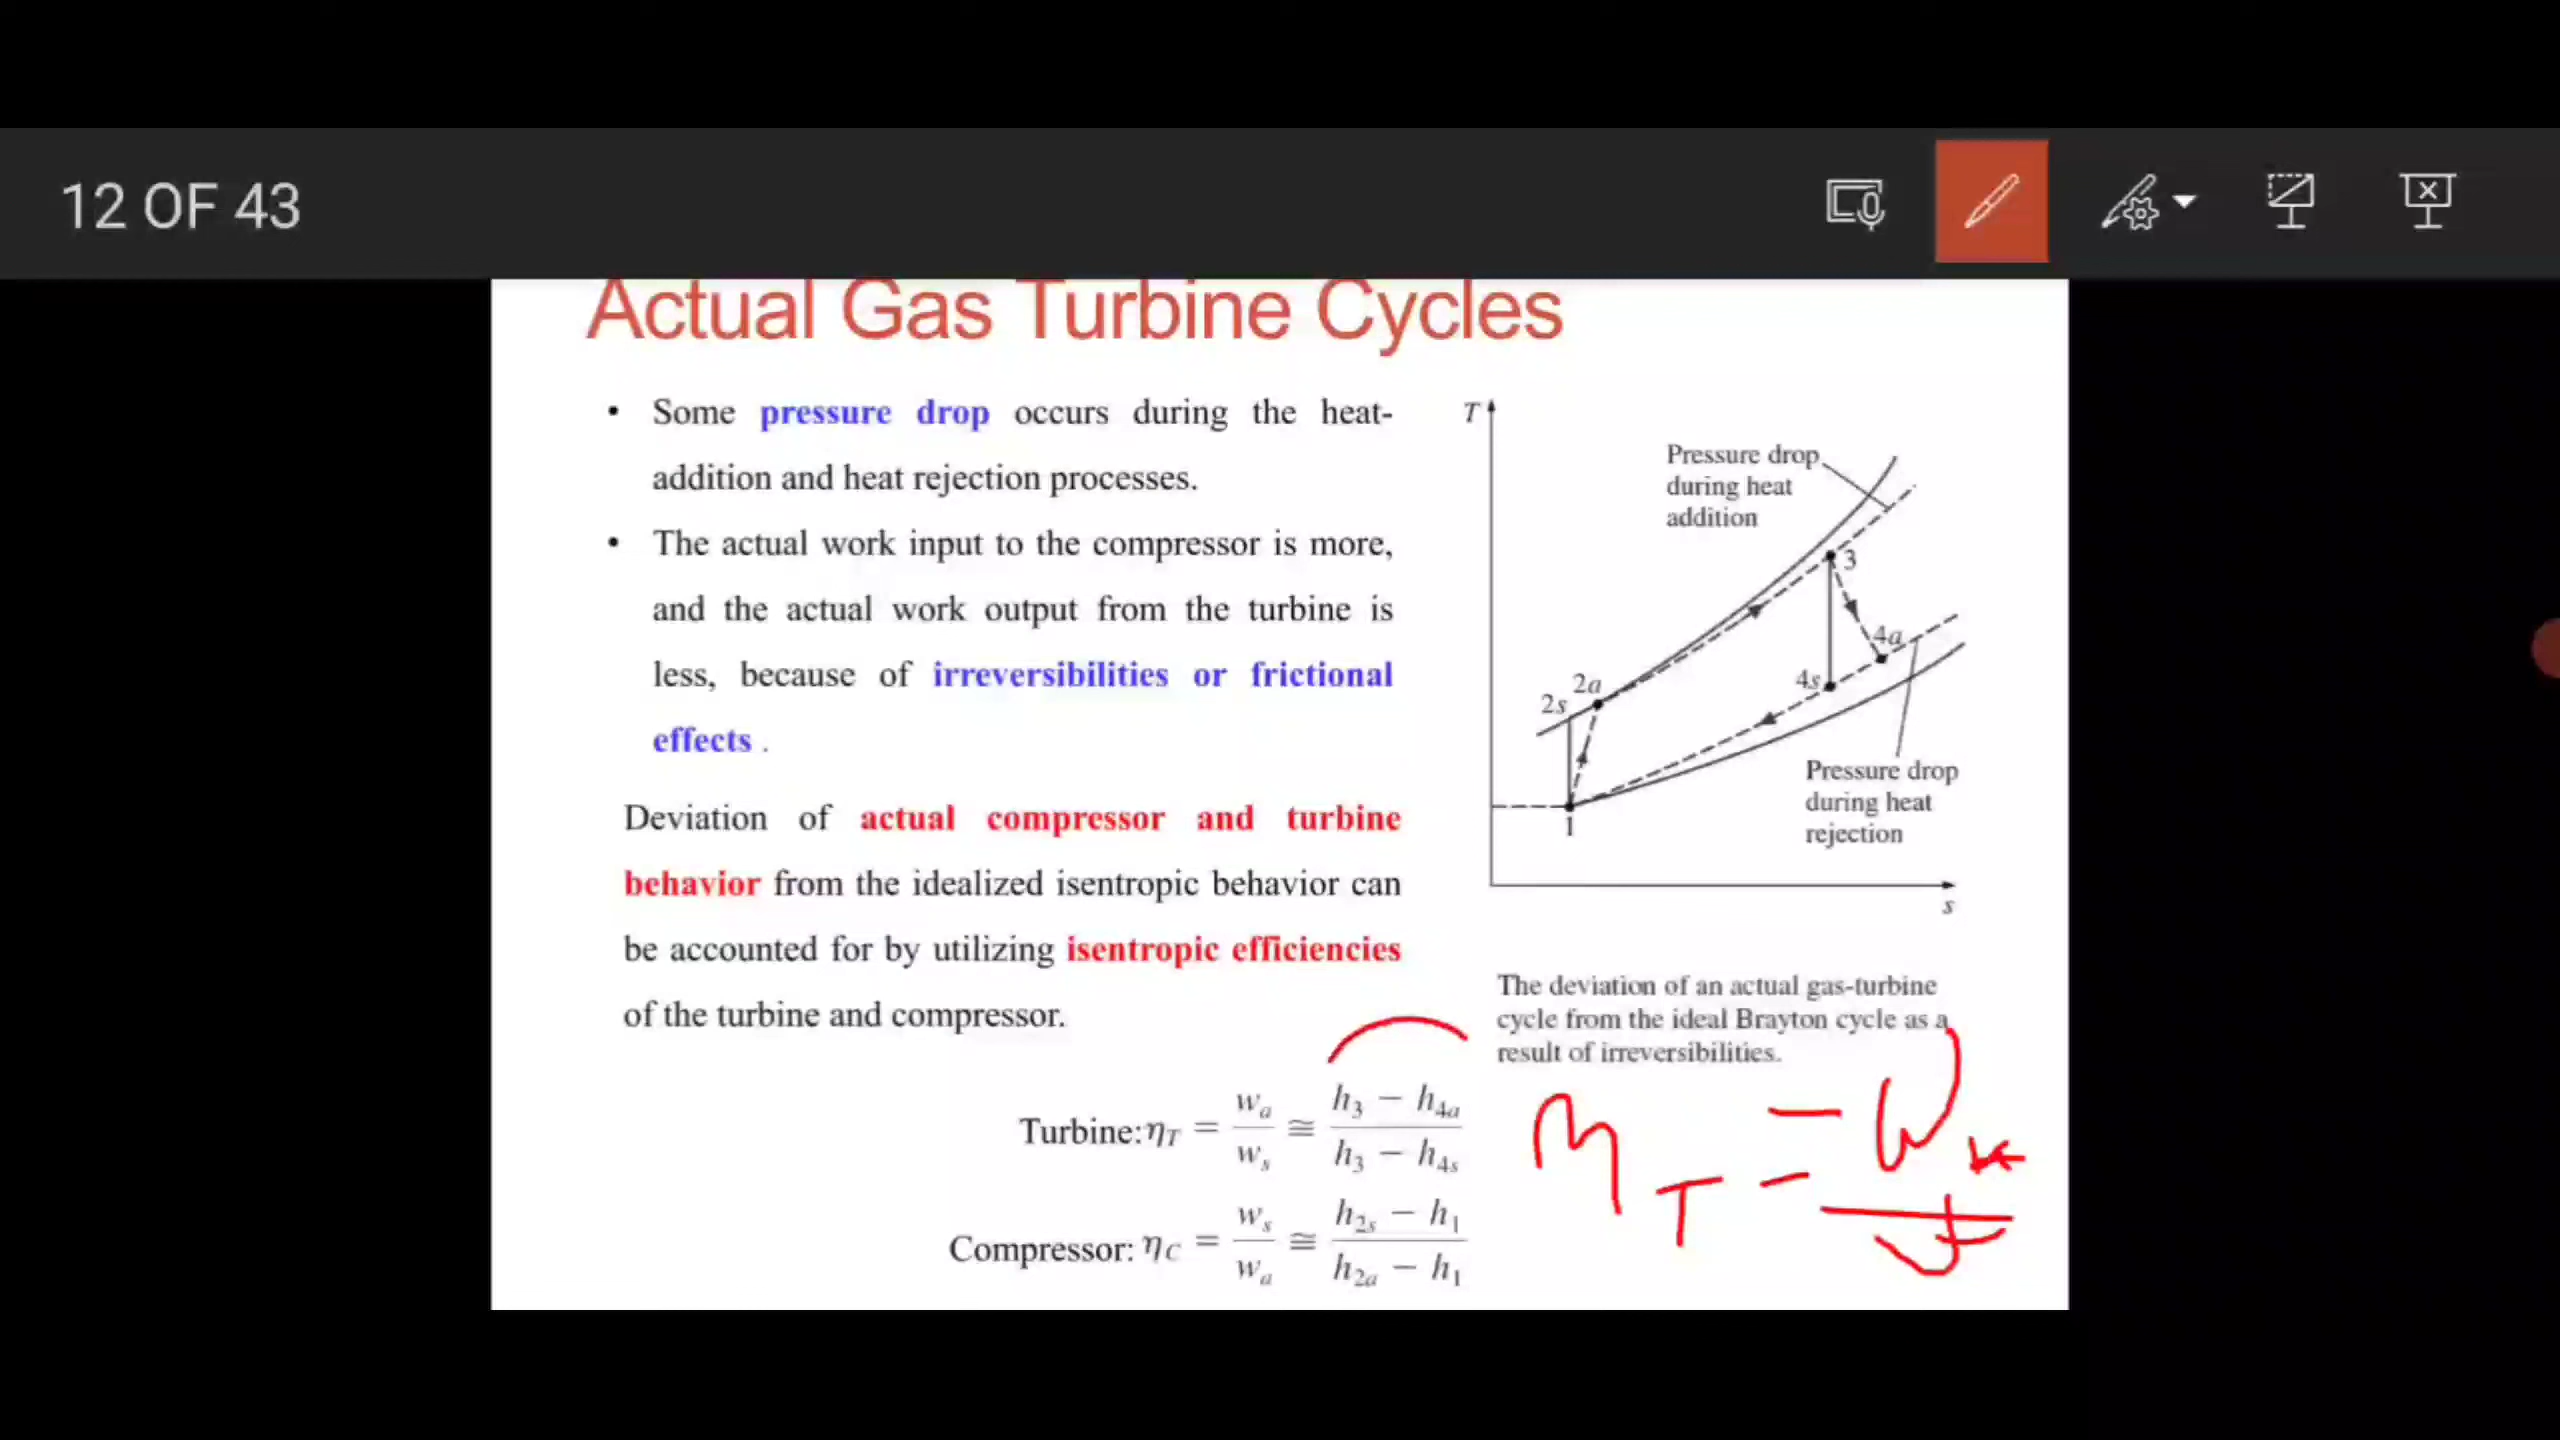 12 OF 43
Actual Gas Turbine Cycles
• Some pressure drop occurs during the heat-
addition and heat rejection processes.
• The actual work input to the compressor is more,
and the actual work output from the turbine is
less, because of irreversibilities or frictional
effects .
Deviation of actual compressor and turbine
behavior from the idealized isentropic behavior can
be accounted for by utilizing isentropic efficiencies
of the turbine and compressor.
Turbine: ηT = wa / ws ≅ h3 − h4a / h3 − h4s
Compressor: ηC = ws / wa ≅ h2s − h1 / h2a − h1
T
Pressure drop
during heat
addition
3
4a
4s
2a
2s
1
Pressure drop
during heat
rejection
s
The deviation of an actual gas-turbine
cycle from the ideal Brayton cycle as a
result of irreversibilities.
η T =